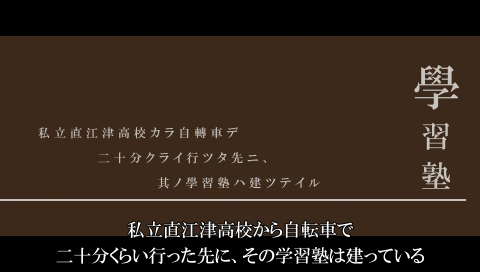 學習塾
私立直江津高校カラ自轉車デ
二十分クライ行ツタ先ニ、
其ノ學習塾ハ建ツテイル
私立直江津高校から自転車で
二十分くらい行った先に、その学習塾は建っている